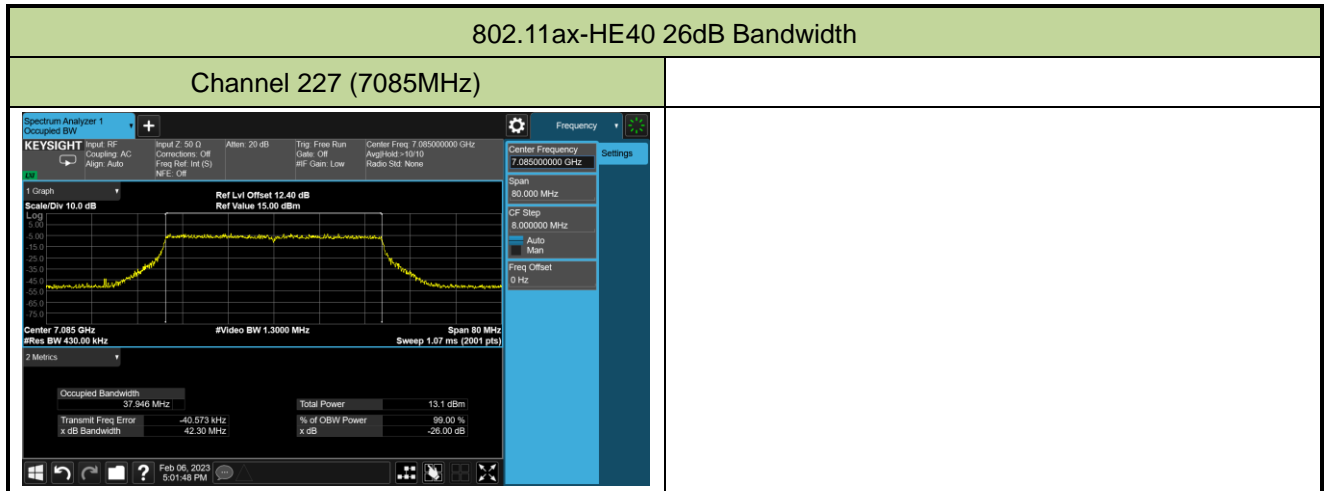 802.11ax-HE40 26dB Bandwidth
Channel 227 (7085MHz)
Spectrum Analyzer 1
Occupied BW
+
Frequency
KEYSIGHT
Input: RF
Coupling: AC
Align: Auto
Input Z: 50 Ω
Corrections: Off
Freq Ref: Int (S)
NFE: Off
Atten: 20 dB
Trig: Free Run
Gate: Off
#IF Gain: Low
Center Freq: 7.085000000 GHz
Avg|Hold:>10/10
Radio Std: None
Center Frequency
7.085000000 GHz
Settings
Span
80.000 MHz
CF Step
8.000000 MHz
Auto
Man
Freq Offset
0 Hz
1 Graph
Scale/Div 10.0 dB
Ref Lvl Offset 12.40 dB
Ref Value 15.00 dBm
Log
5.00
-5.00
-15.0
-25.0
-35.0
-45.0
-55.0
-65.0
-75.0
Center 7.085 GHz
#Video BW 1.3000 MHz
Span 80 MHz
#Res BW 430.00 kHz
Sweep 1.07 ms (2001 pts)
2 Metrics
Occupied Bandwidth
37.946 MHz
Total Power 13.1 dBm
Transmit Freq Error -40.573 kHz
% of OBW Power 99.00 %
x dB Bandwidth 42.30 MHz
x dB -26.00 dB
?
Feb 06, 2023
5:01:48 PM